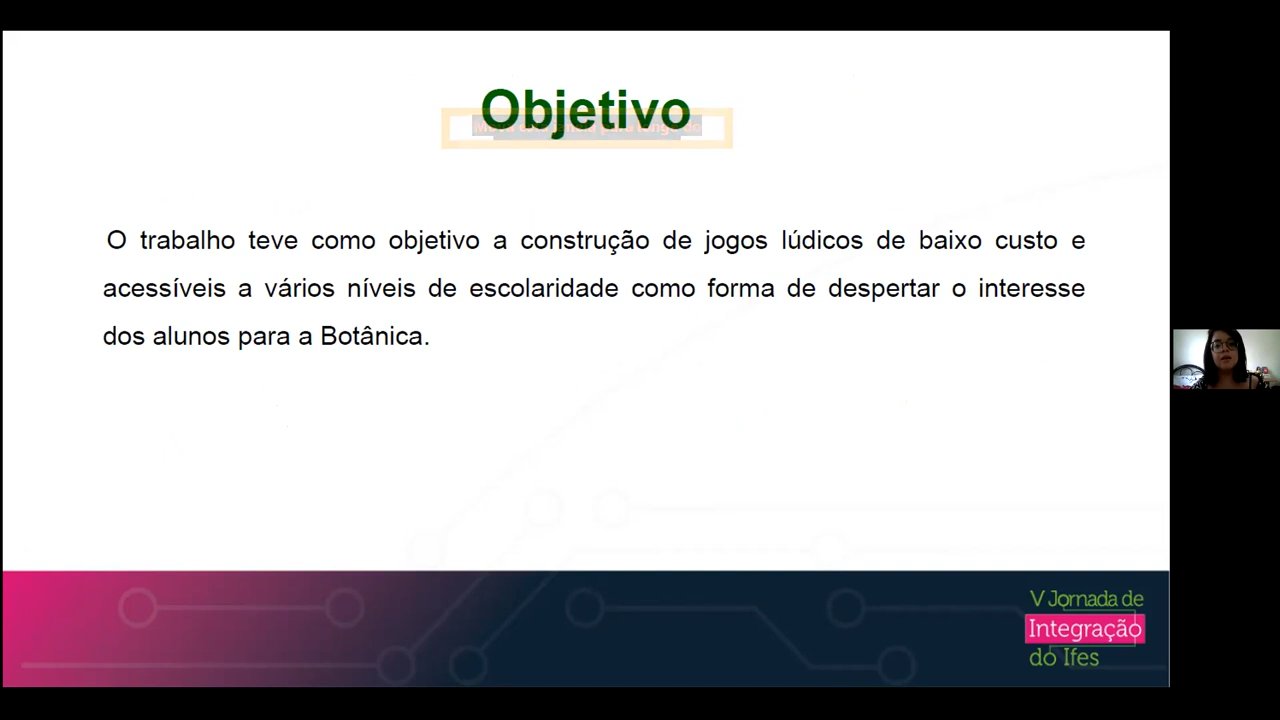 Objetivo
O trabalho teve como objetivo a construção de jogos lúdicos de baixo custo e
acessíveis a vários níveis de escolaridade como forma de despertar o interesse
dos alunos para a Botânica.
V Jornada de
Integração
do Ifes